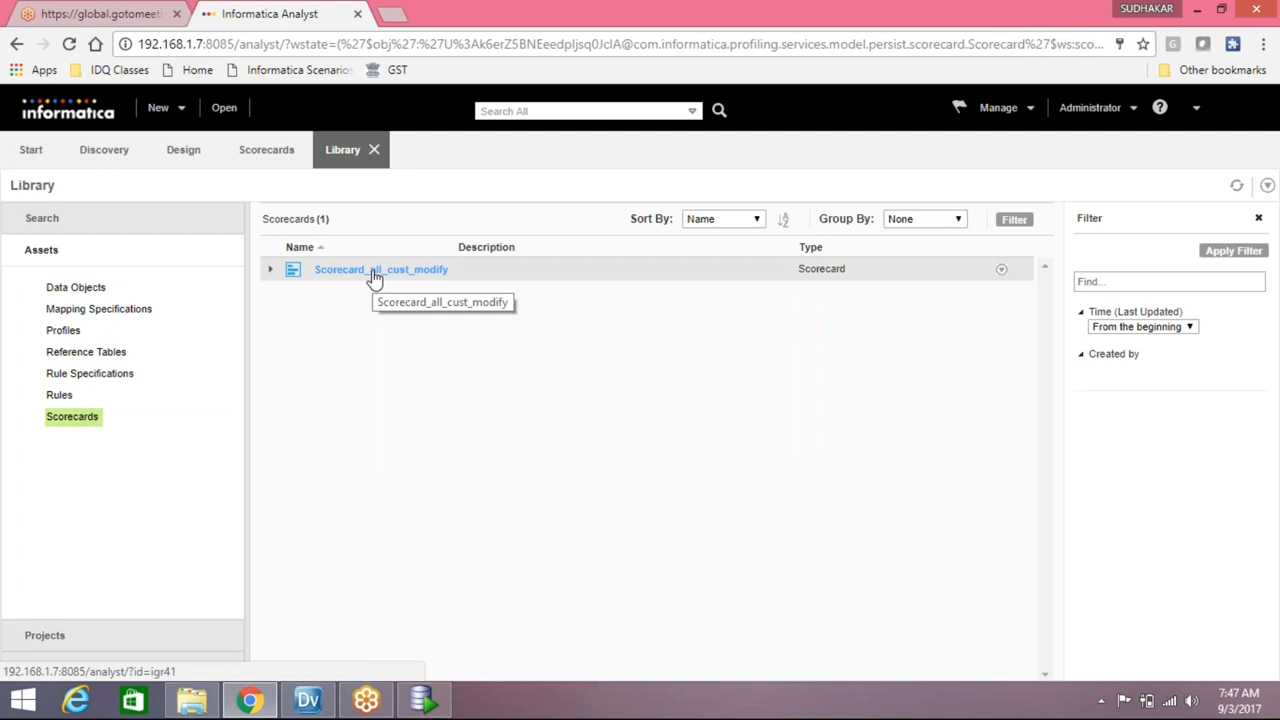 https://global.gotomeeti
Informatica Analyst
SUDHAKAR
192.168.1.7:8085/analyst/?wstate=(%27$obj%27:%27U%3Ak6erZ5BNEeedpIjsq0JclA@com.informatica.profiling.services.model.persist.scorecard.Scorecard%27$ws:sco...
Apps
IDQ Classes
Home
Informatica Scenarios
GST
Other bookmarks
informatica
New
Open
Search All
Manage
Administrator
Start
Discovery
Design
Scorecards
Library
Library
Search
Assets
Data Objects
Mapping Specifications
Profiles
Reference Tables
Rule Specifications
Rules
Scorecards
Projects
Scorecards (1)
Sort By:
Name
Group By:
None
Filter
Name
Description
Type
Scorecard_all_cust_modify
Scorecard
Scorecard_all_cust_modify
Filter
Apply Filter
Find...
Time (Last Updated)
From the beginning
Created by
192.168.1.7:8085/analyst/?id=igr41
Dv
7:47 AM
9/3/2017